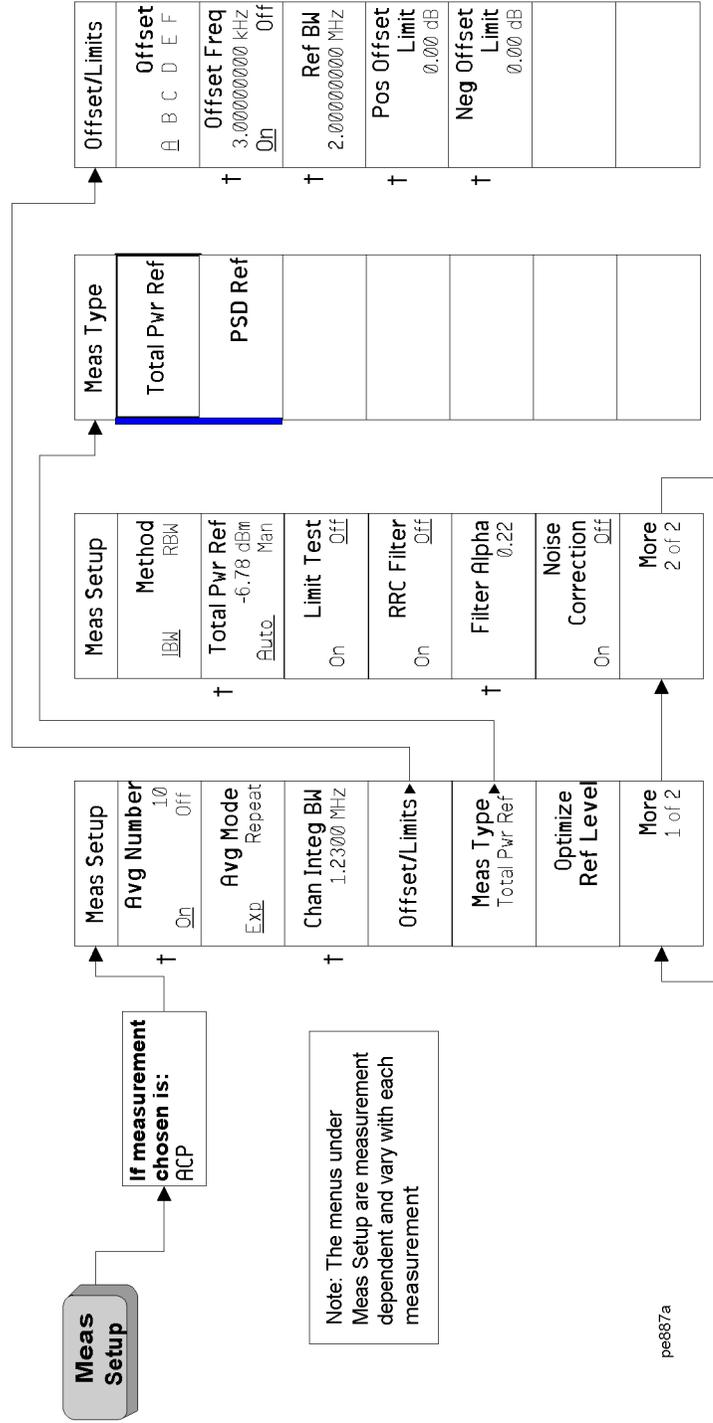 Meas
Setup
If measurement
chosen is:
ACP
Note: The menus under
Meas Setup are measurement
dependent and vary with each
measurement
pe887a
Meas Setup
Avg Number
10
On Off
Avg Mode
Exp Repeat
Chan Integ BW
1.2300 MHz
Offset/Limits
Meas Type
Total Pwr Ref
Optimize
Ref Level
More
1 of 2
†
†
Meas Setup
Method
IBW RBW
Total Pwr Ref
-6.78 dBm
Auto Man
Limit Test
On Off
RRC Filter
On Off
Filter Alpha
0.22
Noise
Correction
On Off
More
2 of 2
†
†
Meas Type
Total Pwr Ref
PSD Ref
Offset/Limits
Offset
A B C D E F
Offset Freq
3.00000000 kHz
On Off
Ref BW
2.00000000 MHz
Pos Offset
Limit
0.00 dB
Neg Offset
Limit
0.00 dB
†
†
†
†